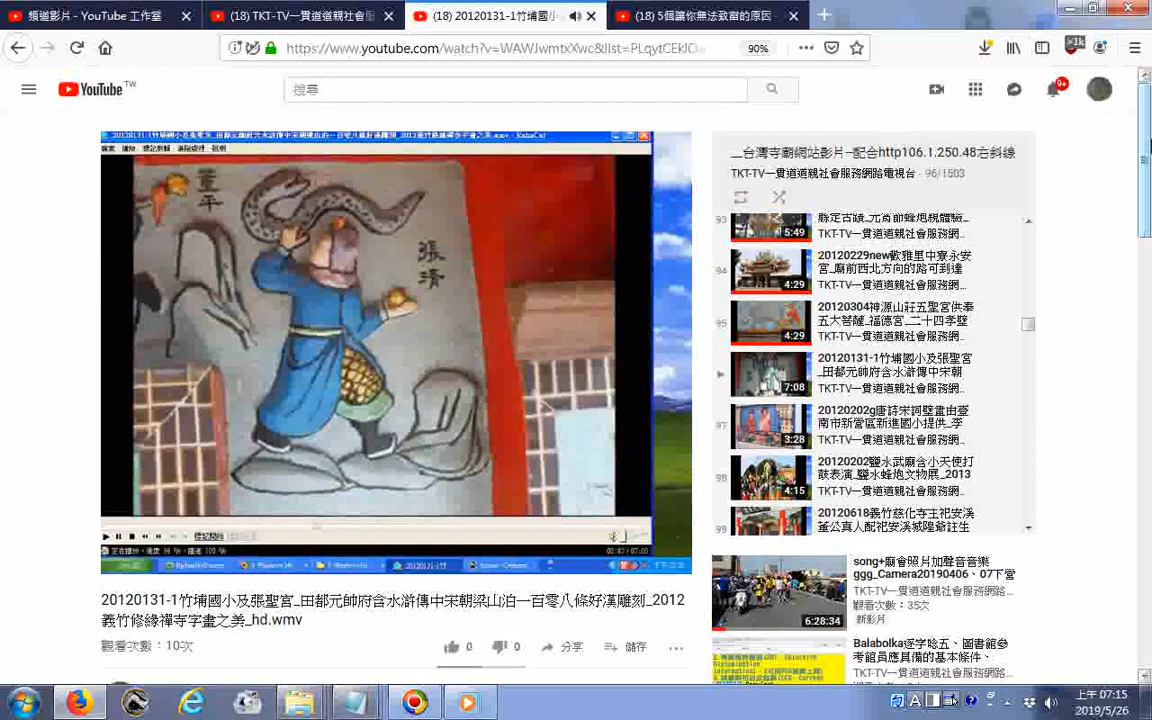 頻道影片 - YouTube 工作室
(18) TKT-TV一貫道道親社會
(18) 20120131-1竹埔國小
(18) 5個讓你無法致富的原因
https://www.youtube.com/watch?v=WAWJwmtxXwc&list=PLqytCEKlO
90%
>1k
YouTube TW
搜尋
9+
董平
張清
二台灣寺廟網站影片–配合http106.1.250.48右斜線
TKT-TV一貫道道親社會服務網路電視台 - 96/1503
93
5:49
TKT-TV一貫道道親社會服務網..
94
4:29
20120229new歡雅里中寮永安
宮_廟前西北方向的路可到達
TKT-TV一貫道道親社會服務網..
95
4:29
20120304神源山莊五聖宮供奉
五大菩薩_福德宮_二十四孝壁
TKT-TV一貫道道親社會服務網..
7:08
20120131-1竹埔國小及張聖宮
_田都元帥府含水滸傳中宋朝
TKT-TV一貫道道親社會服務網..
97
3:28
20120202g唐詩宋詞壁畫由臺
南市新營區新進國小提供_李
TKT-TV一貫道道親社會服務網..
98
4:15
20120202鹽水武廟含小天使打
鼓表演_鹽水蜂炮文物展_2013
TKT-TV一貫道道親社會服務網..
99
20120618義竹慈化寺主祀安溪
董公真人配祀安溪城隍爺註生
20120131-1竹埔國小及張聖宮_田都元帥府含水滸傳中宋朝梁山泊一百零八條好漢雕刻_2012
義竹修緣禪寺字畫之美_hd.wmv
觀看次數：10次
0
0
分享
儲存
6:28:34
song+廟會照片加聲音音樂
ggg_Camera20190406、07下營
TKT-TV一貫道道親社會服務網路...
觀看次數：35次
新影片
Balabolka逐字唸五、圖書館參
考館員應具備的基本條件、
TKT-TV一貫道道親社會服務網路...
上午 07:15
2019/5/26